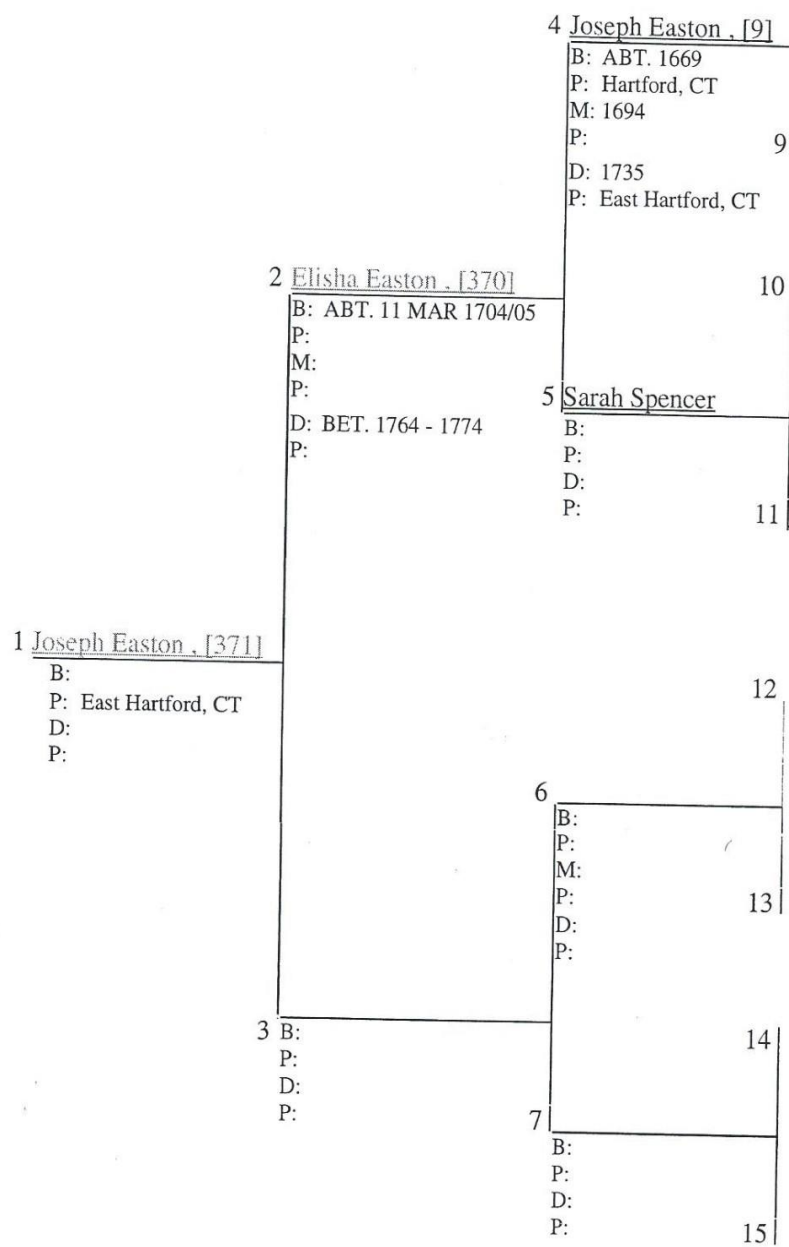 4 Joseph Easton , [9]
B: ABT. 1669
P: Hartford, CT
M: 1694
P:
9
D: 1735
P: East Hartford, CT
2 Elisha Easton , [370]
10
B: ABT. 11 MAR 1704/05
P:
M:
P:
D: BET. 1764 - 1774
P:
5 Sarah Spencer
B:
P:
D:
P:
11
1 Joseph Easton , [371]
B:
P: East Hartford, CT
D:
P:
12
6
B:
P:
M:
P:
D:
P:
13
3
B:
P:
D:
P:
14
7
B:
P:
D:
P:
15